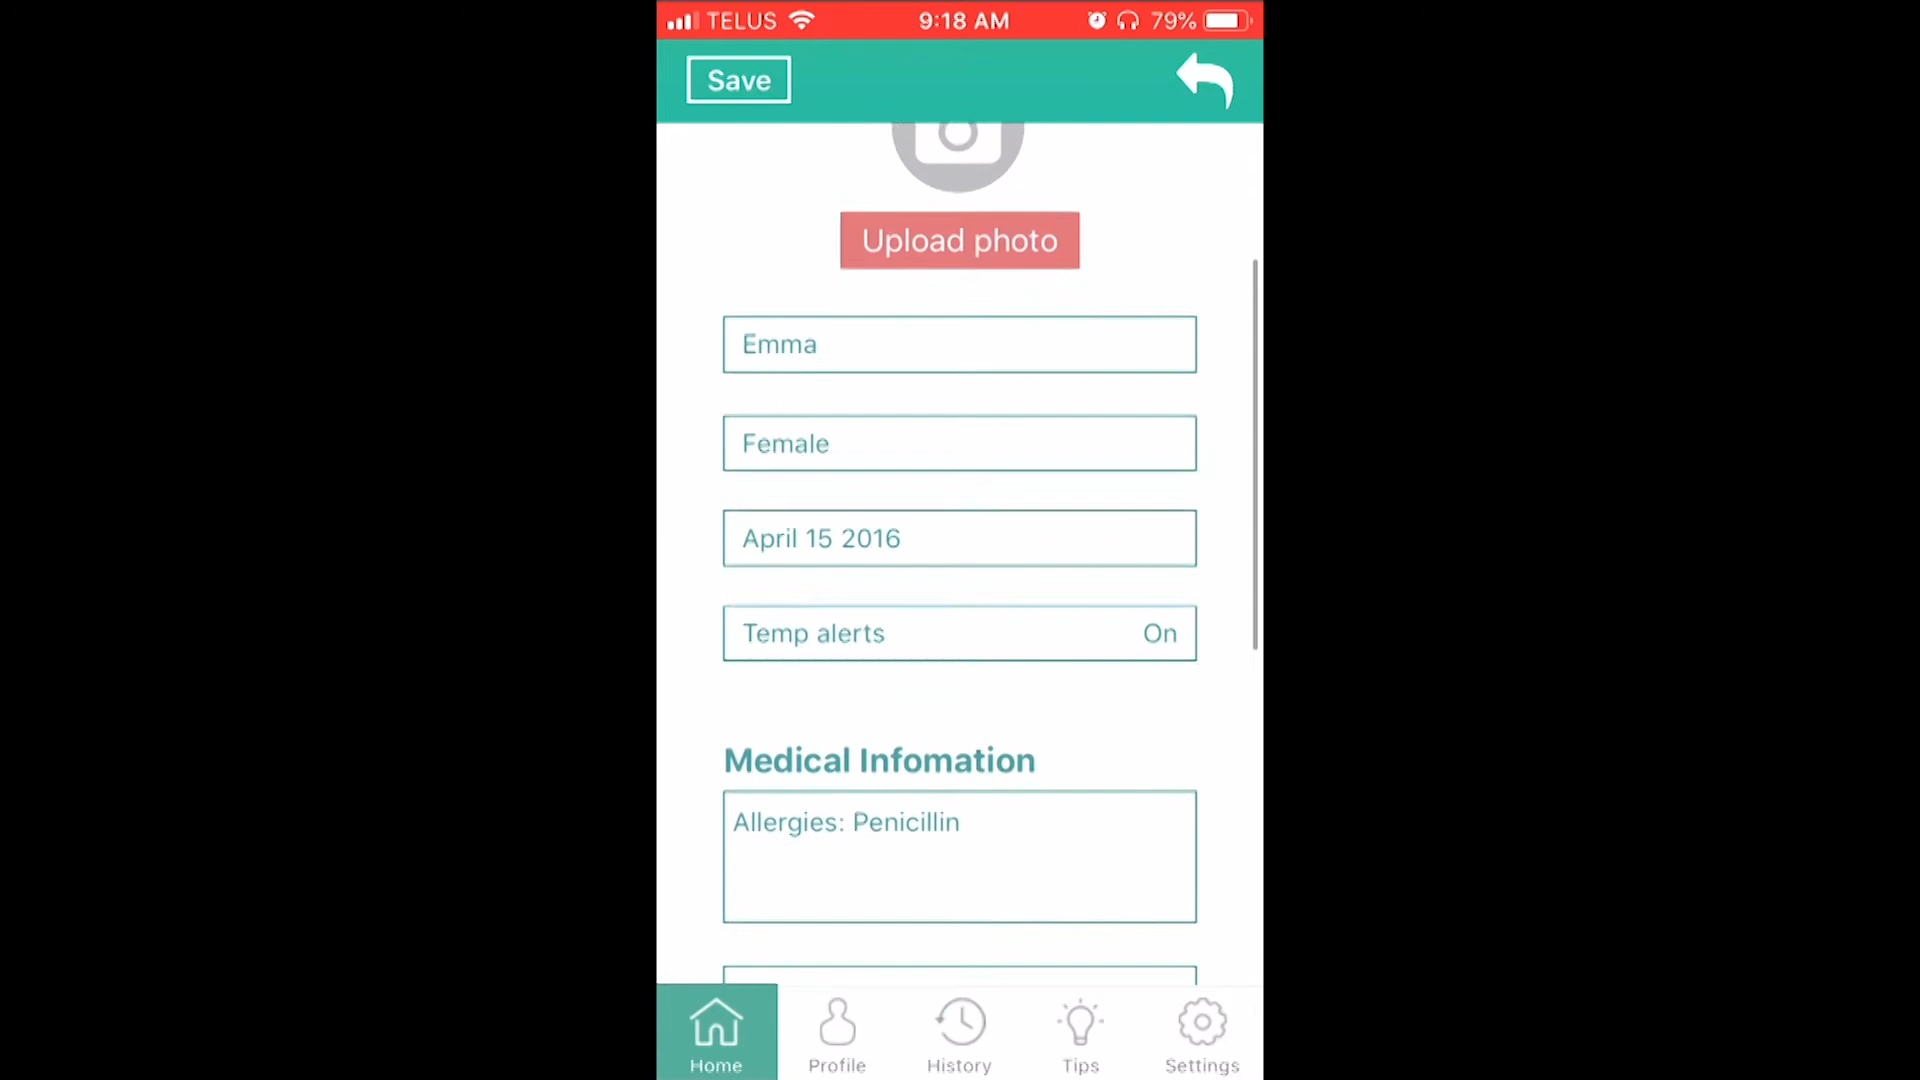 TELUS 9:18 AM 79%
Save
Upload photo
Emma
Female
April 15 2016
Temp alerts On
Medical Infomation
Allergies: Penicillin
Home Profile History Tips Settings